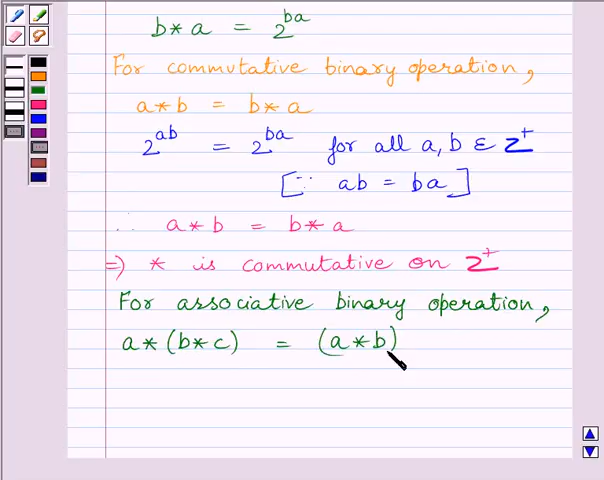 b * a = 2^{ba}
For commutative binary operation,
a * b = b * a
2^{ab} = 2^{ba} for all a, b ε Z⁺
[∵ ab = ba]
∴ a * b = b * a
=) * is commutative on Z⁺
For associative binary operation,
a * (b * c) = (a * b)